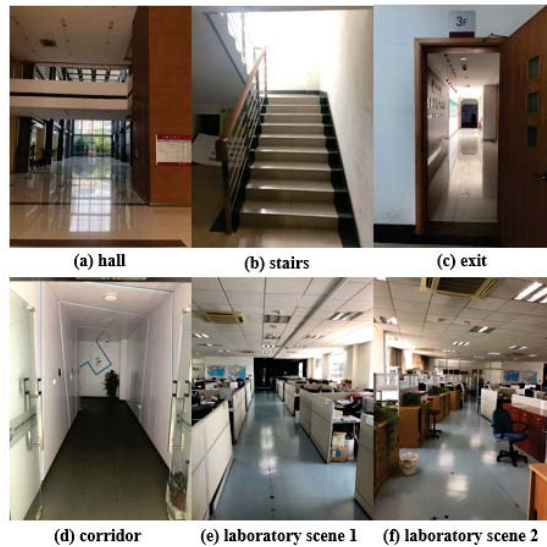 (a) hall
(b) stairs
3F
(c) exit
(d) corridor
(e) laboratory scene 1
(f) laboratory scene 2